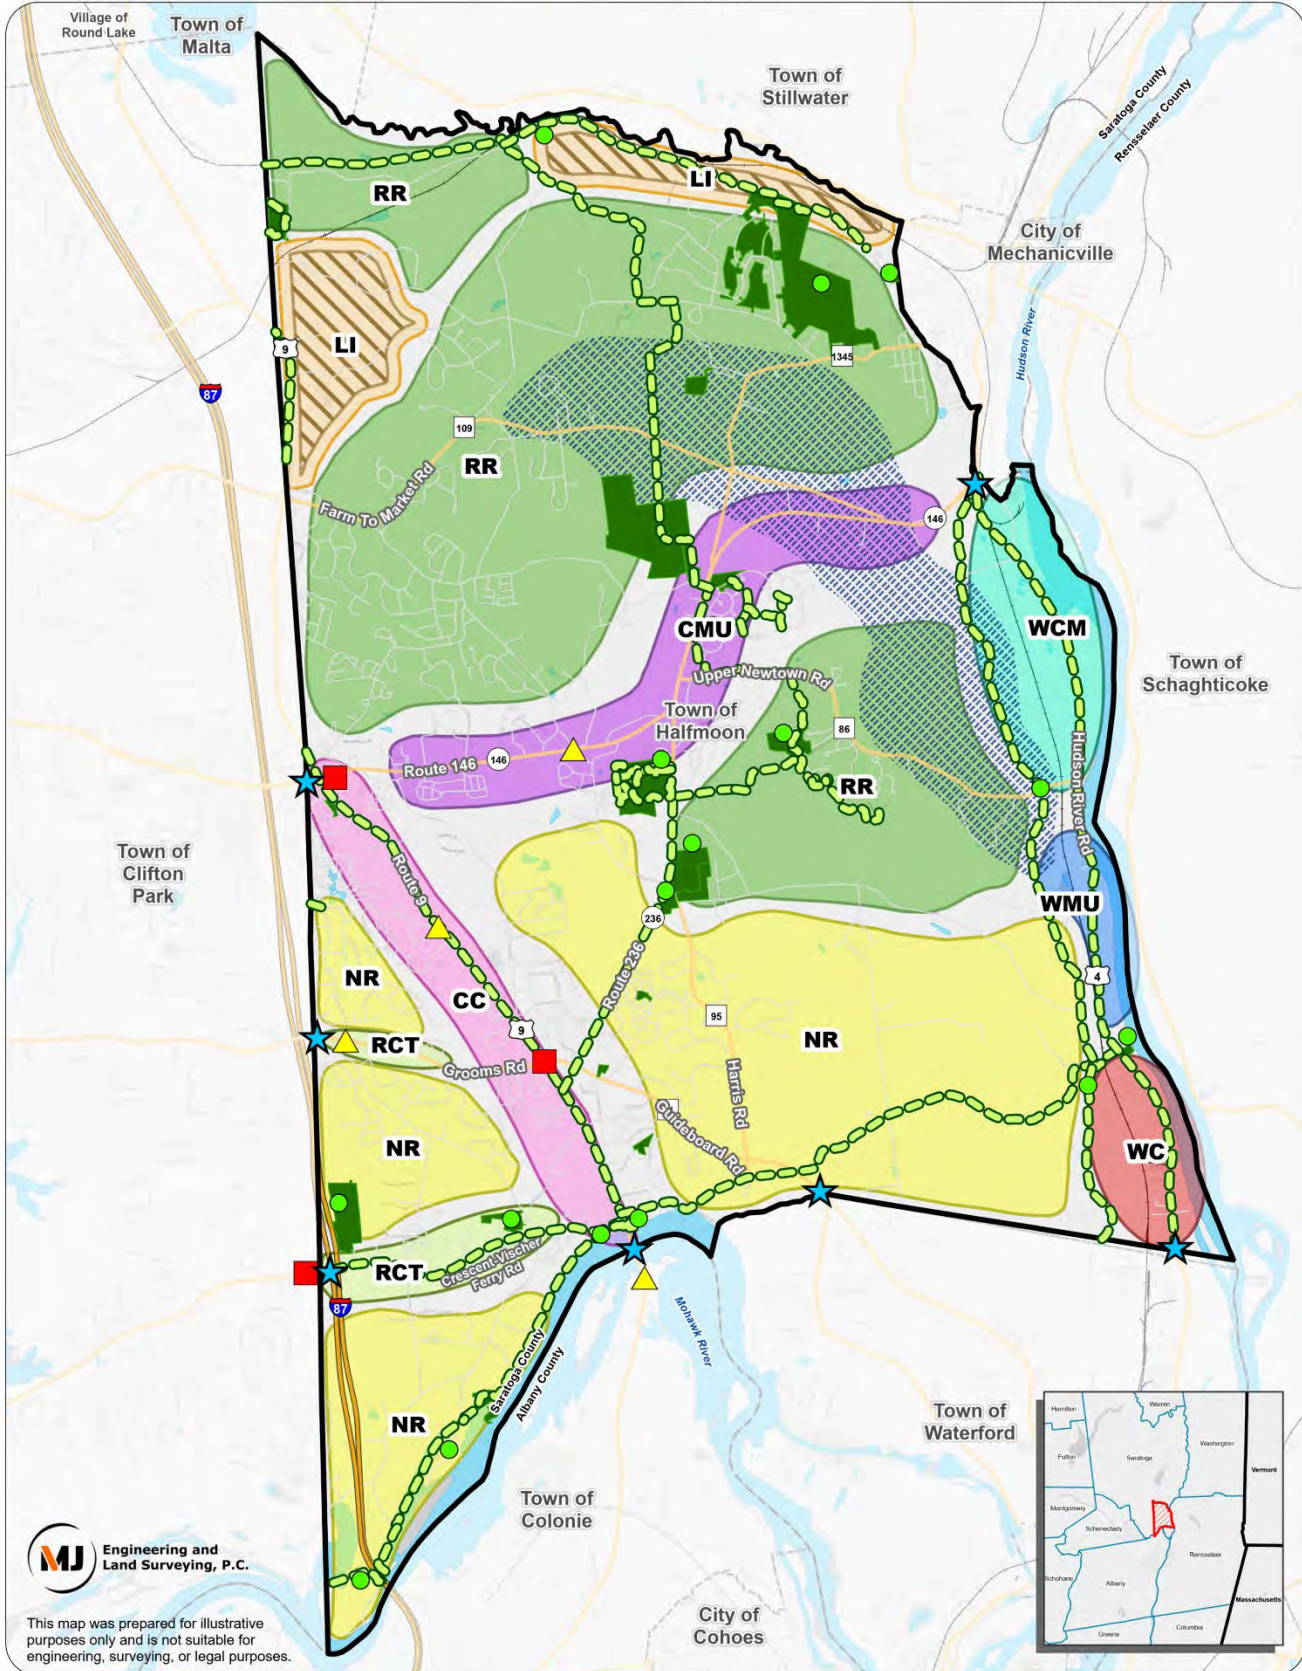 Village of
Round Lake
Town of
Malta
Town of
Stillwater
Saratoga County
Rensselaer County
RR
LI
City of
Mechanicville
Hudson River
LI
9
87
1345
109
RR
Farm To Market Rd
146
CMU
WCM
Upper Newtown Rd
Town of
Schaghticoke
Town of
Halfmoon
86
Route 146
146
RR
Hudson River Rd
Town of
Clifton
Park
Route 9
236
WMU
Route 236
NR
CC
4
9
95
NR
RCT
Grooms Rd
Harris Rd
Guideboard Rd
NR
WC
RCT
Crescent-Vischer
Ferry Rd
87
Mohawk River
Saratoga County
Albany County
NR
Town of
Waterford
Town of
Colonie
City of
Cohoes
MJ
Engineering and
Land Surveying, P.C.
This map was prepared for illustrative
purposes only and is not suitable for
engineering, surveying, or legal purposes.
Hamilton
Warren
Washington
Fulton
Saratoga
Vermont
Montgomery
Schenectady
Rensselaer
Schoharie
Albany
Massachusetts
Greene
Columbia